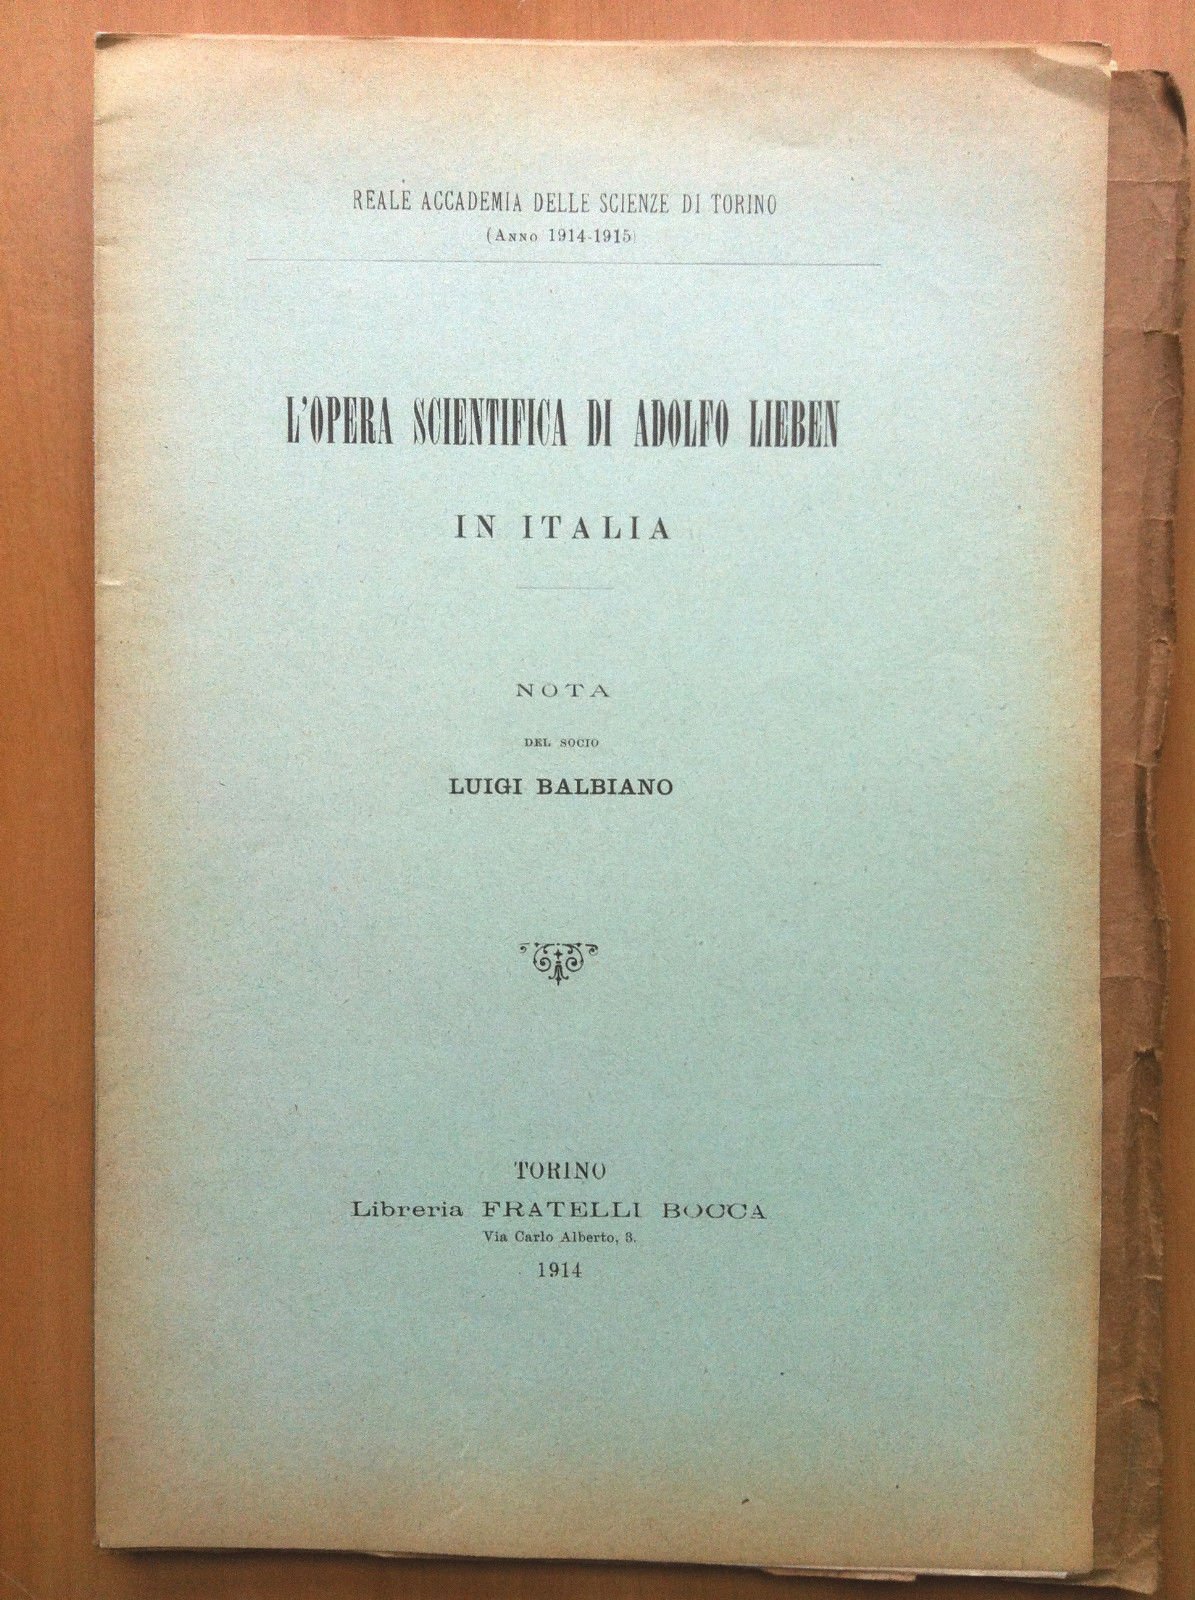 REALE ACCADEMIA DELLE SCIENZE DI TORINO
(ANNO 1914-1915)
L'OPERA SCIENTIFICA DI ADOLFO LIEBEN
IN ITALIA
NOTA
DEL SOCIO
LUIGI BALBIANO
TORINO
Libreria FRATELLI BOCCA
Via Carlo Alberto, 3.
1914